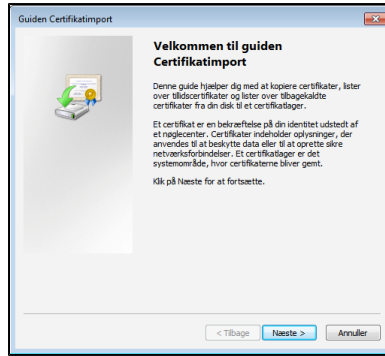 Guiden Certifikatimport
Velkommen til guiden
Certifikatimport
Denne guide hjælper dig med at kopiere certifikater, lister
over tillidscertifikater og lister over tilbagekaldte
certifikater fra din disk til et certifikatlager.
Et certifikat er en bekræftelse på din identitet udstedt af
et nøglecenter. Certifikater indeholder oplysninger, der
anvendes til at beskytte data eller til at oprette sikre
netværksforbindelser. Et certifikatlager er det
systemområde, hvor certifikaterne bliver gemt.
Klik på Næste for at fortsætte.
< Tilbage Næste > Annuller